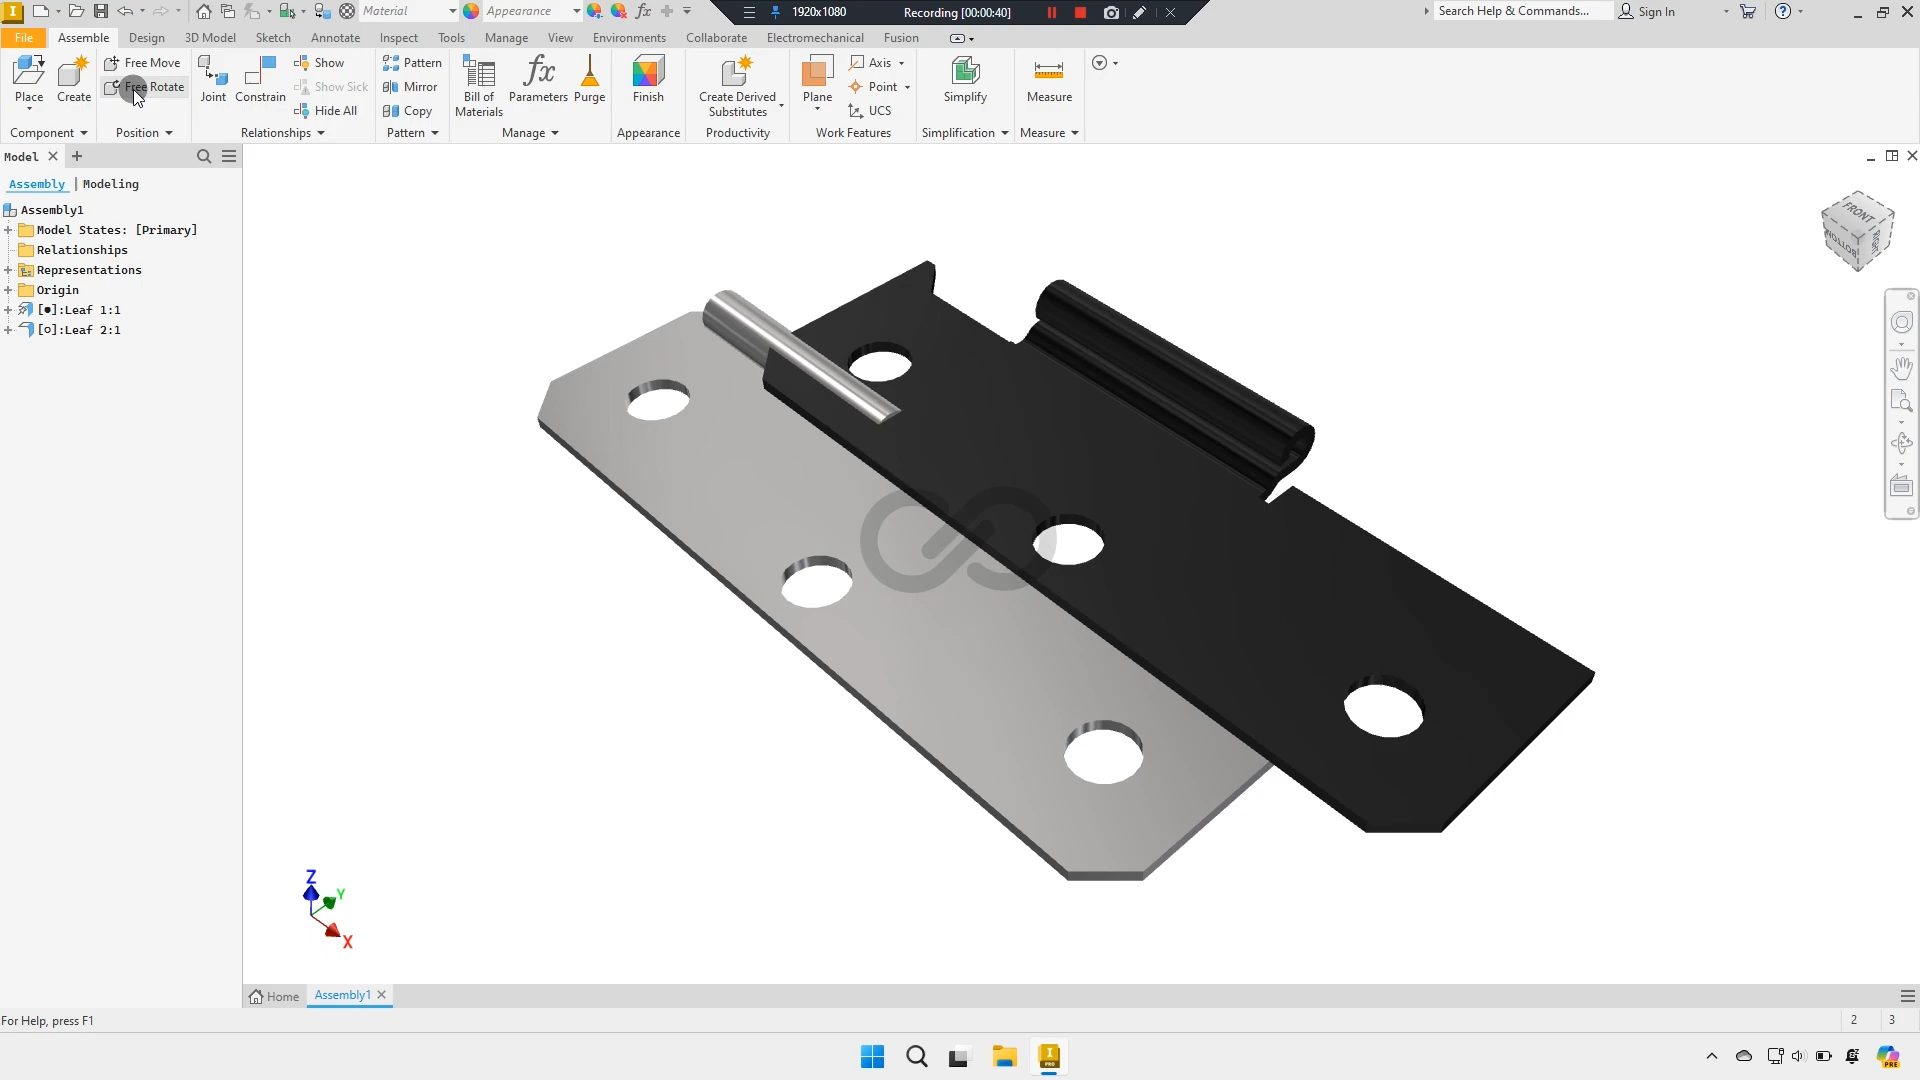 Material
Appearance
1920x1080
Recording [00:00:40]
Search Help & Commands...
Sign In
File
Assemble
Design
3D Model
Sketch
Annotate
Inspect
Tools
Manage
View
Environments
Collaborate
Electromechanical
Fusion
Place
Create
Free Move
Free Rotate
Joint
Constrain
Show
Show Sick
Hide All
Pattern
Mirror
Copy
Bill of
Materials
Parameters
Purge
Finish
Create Derived
Substitutes
Plane
Axis
Point
UCS
Simplify
Measure
Component
Position
Relationships
Pattern
Manage
Appearance
Productivity
Work Features
Simplification
Measure
Model
Assembly | Modeling
Assembly1
Model States: [Primary]
Relationships
Representations
Origin
[●]:Leaf 1:1
[○]:Leaf 2:1
FRONT
BOTTOM
Z
Y
X
Home
Assembly1
For Help, press F1
2
3